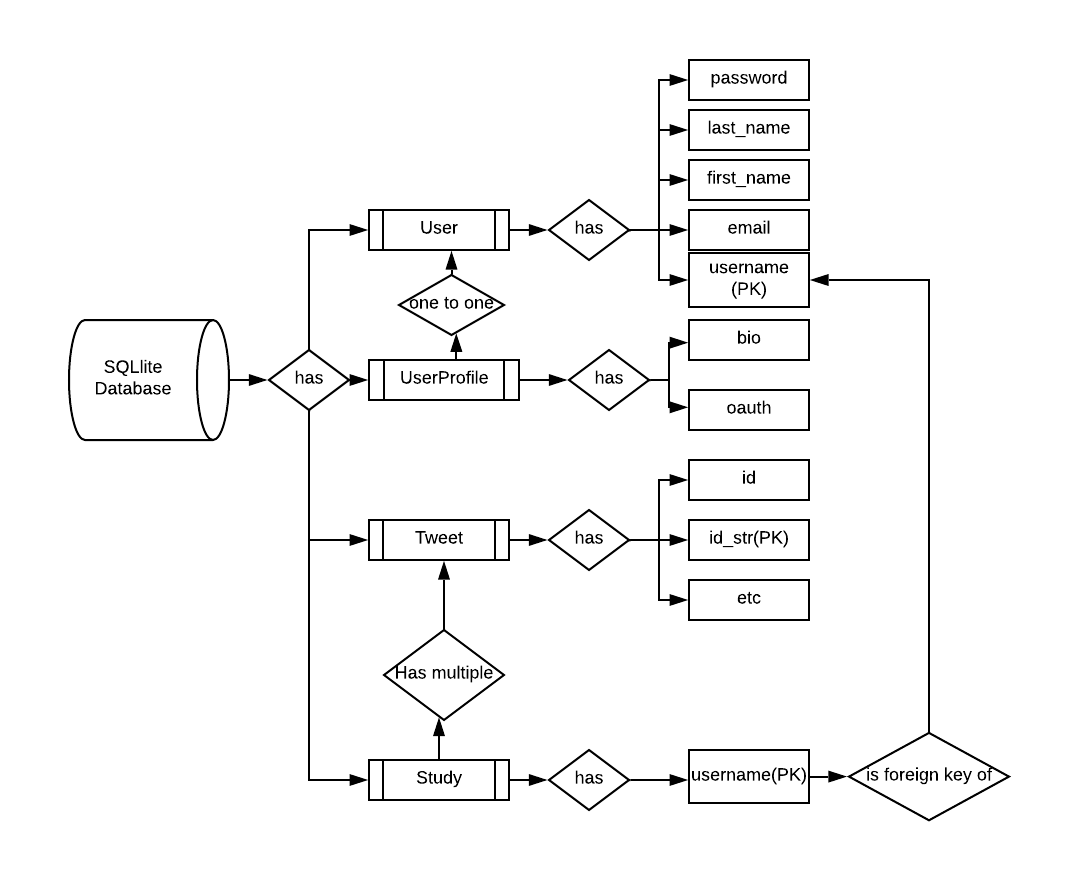 password
last_name
first_name
User
has
email
username
(PK)
one to one
SQLlite
Database
has
UserProfile
has
bio
oauth
id
Tweet
has
id_str(PK)
etc
Has multiple
Study
has
username(PK)
is foreign key of